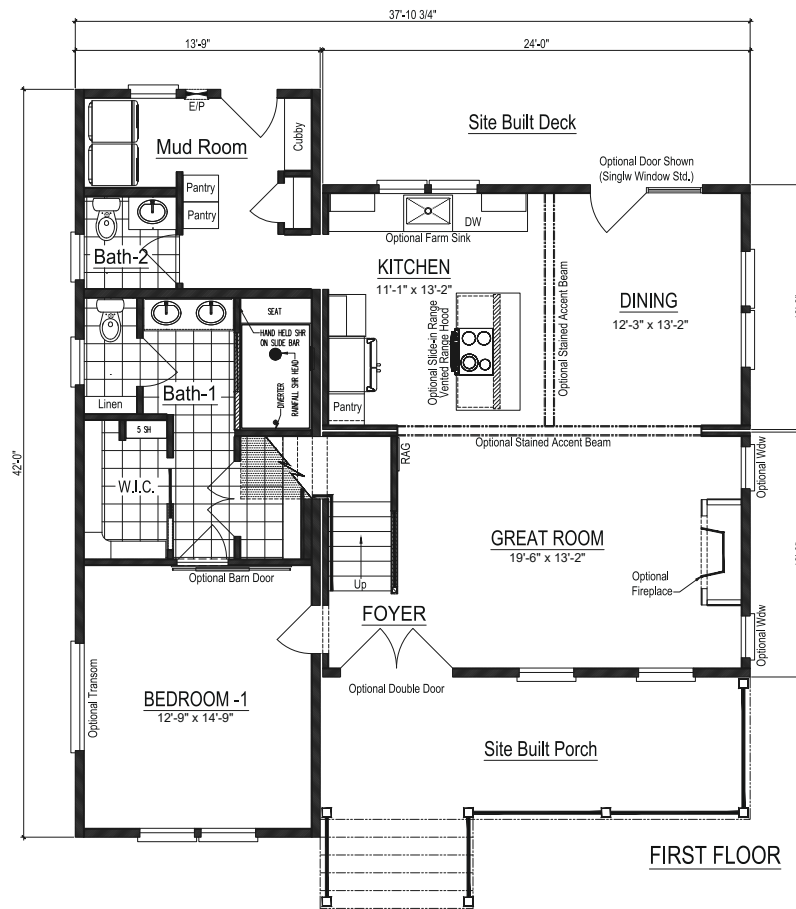 37'-10 3/4"
13'-9"
24'-0"
E/P
Cubby
Mud Room
Site Built Deck
Optional Door Shown
(Singlw Window Std.)
Pantry
Pantry
DW
Optional Farm Sink
Bath-2
KITCHEN
11'-1" x 13'-2"
DINING
12'-3" x 13'-2"
Optional Slide-in Range
Vented Range Hood
Optional Stained Accent Beam
SEAT
HAND HELD SHR
ON SLIDE BAR
DIVERTER
RAINFALL SHR HEAD
Bath-1
Linen
Pantry
5 SH
W.I.C.
RAG
Optional Stained Accent Beam
Optional Wdw
42'-0"
GREAT ROOM
19'-6" x 13'-2"
Optional
Fireplace
Up
Optional Barn Door
FOYER
Optional Wdw
Optional Double Door
Optional Transom
BEDROOM -1
12'-9" x 14'-9"
Site Built Porch
FIRST FLOOR